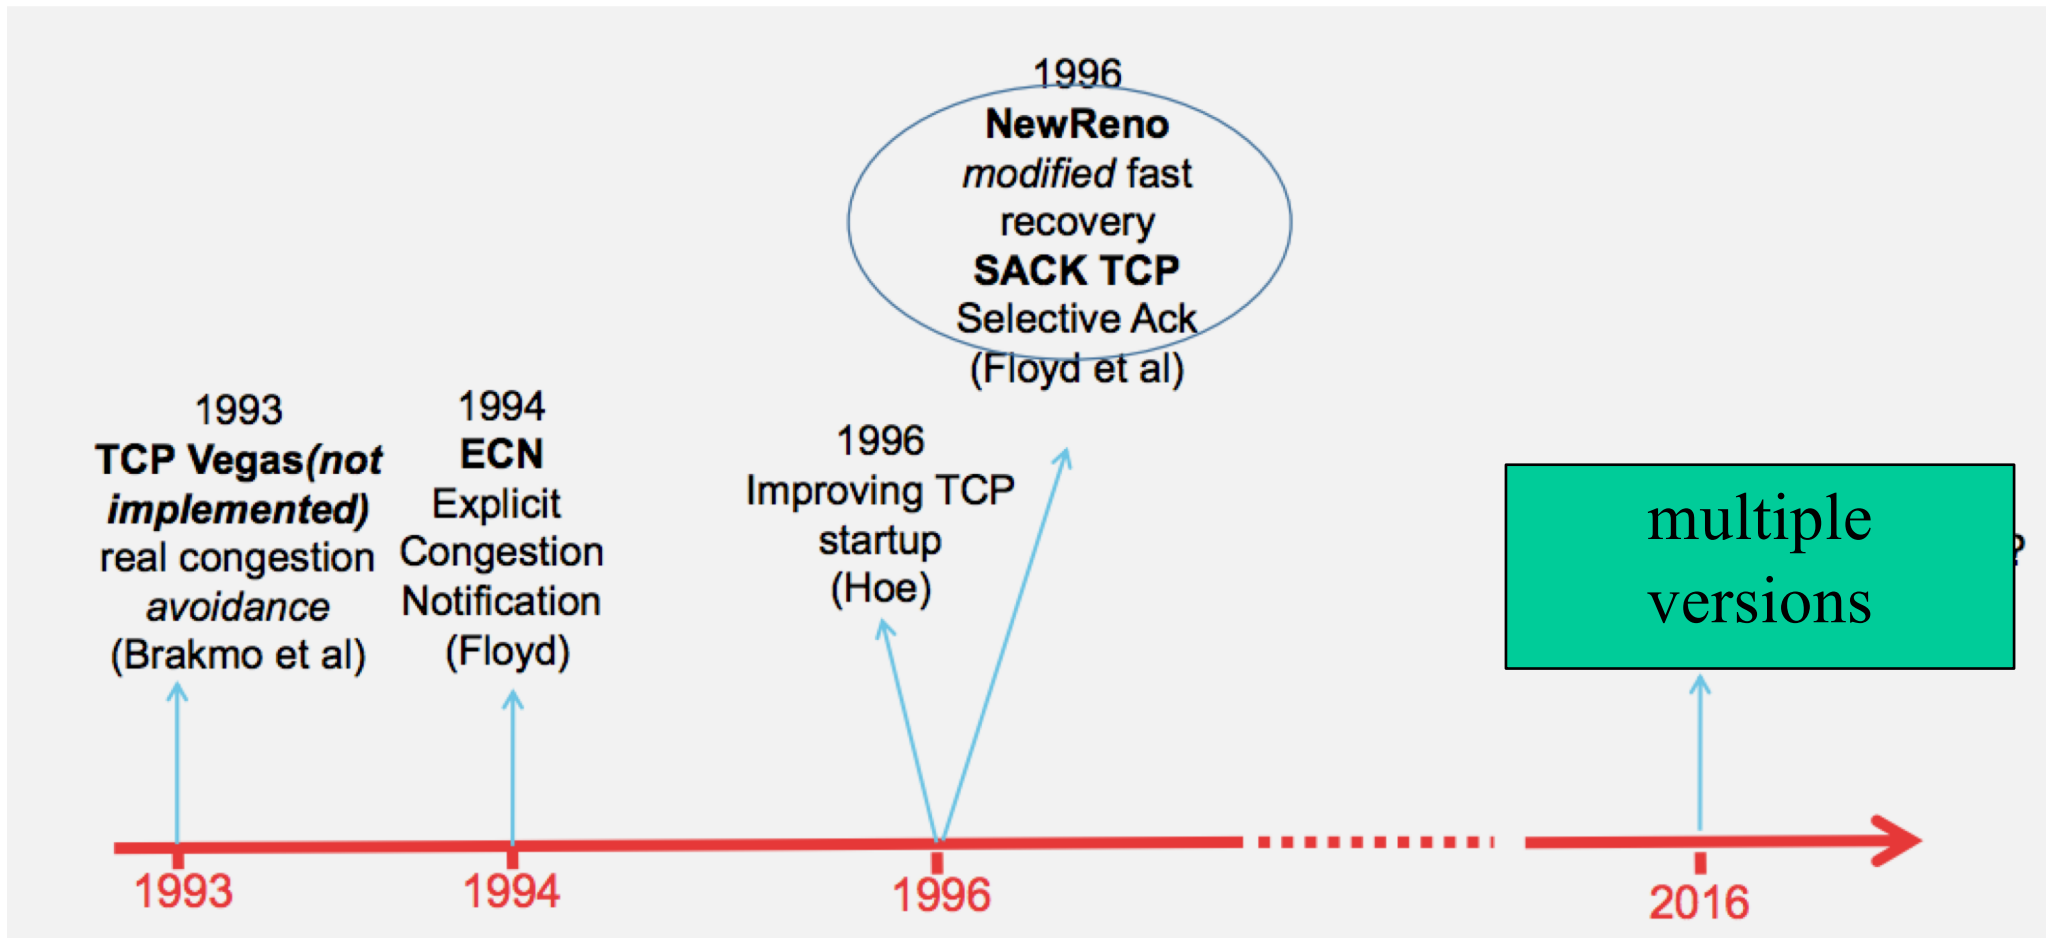 1993
TCP Vegas(not
implemented)
real congestion
avoidance
(Brakmo et al)
1994
ECN
Explicit
Congestion
Notification
(Floyd)
1996
Improving TCP
startup
(Hoe)
1996
NewReno
modified fast
recovery
SACK TCP
Selective Ack
(Floyd et al)
multiple
versions
?
1993
1994
1996
2016